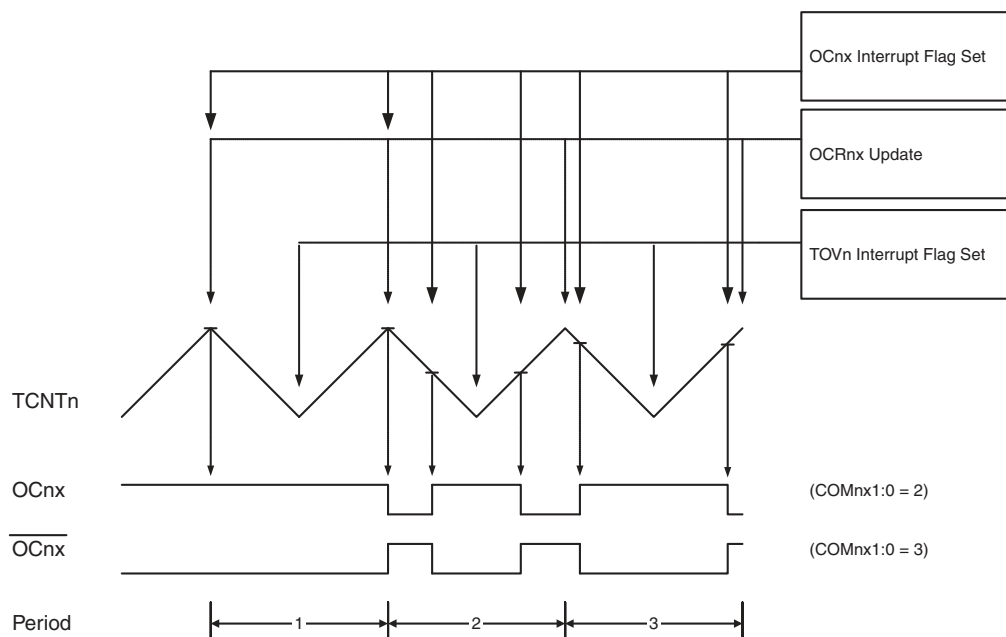 OCnx Interrupt Flag Set
OCRnx Update
TOVn Interrupt Flag Set
TCNTn
OCnx
(COMnx1:0 = 2)
OCnx
(COMnx1:0 = 3)
Period
1
2
3